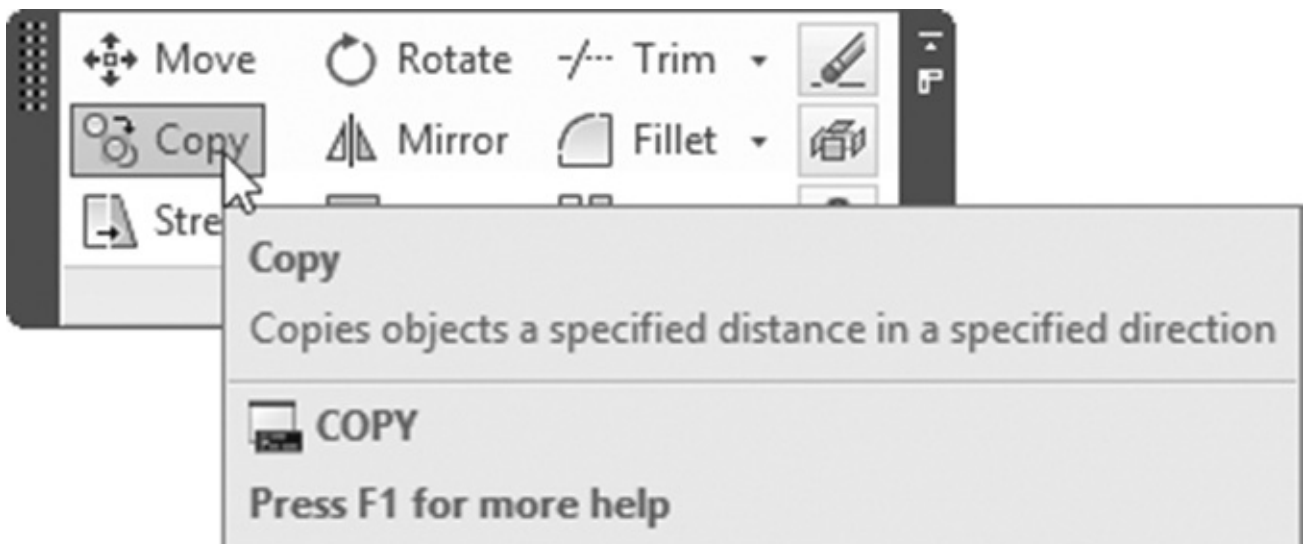 Move Rotate Trim
Copy Mirror Fillet
Stre
Copy
Copies objects a specified distance in a specified direction
COPY
Press F1 for more help